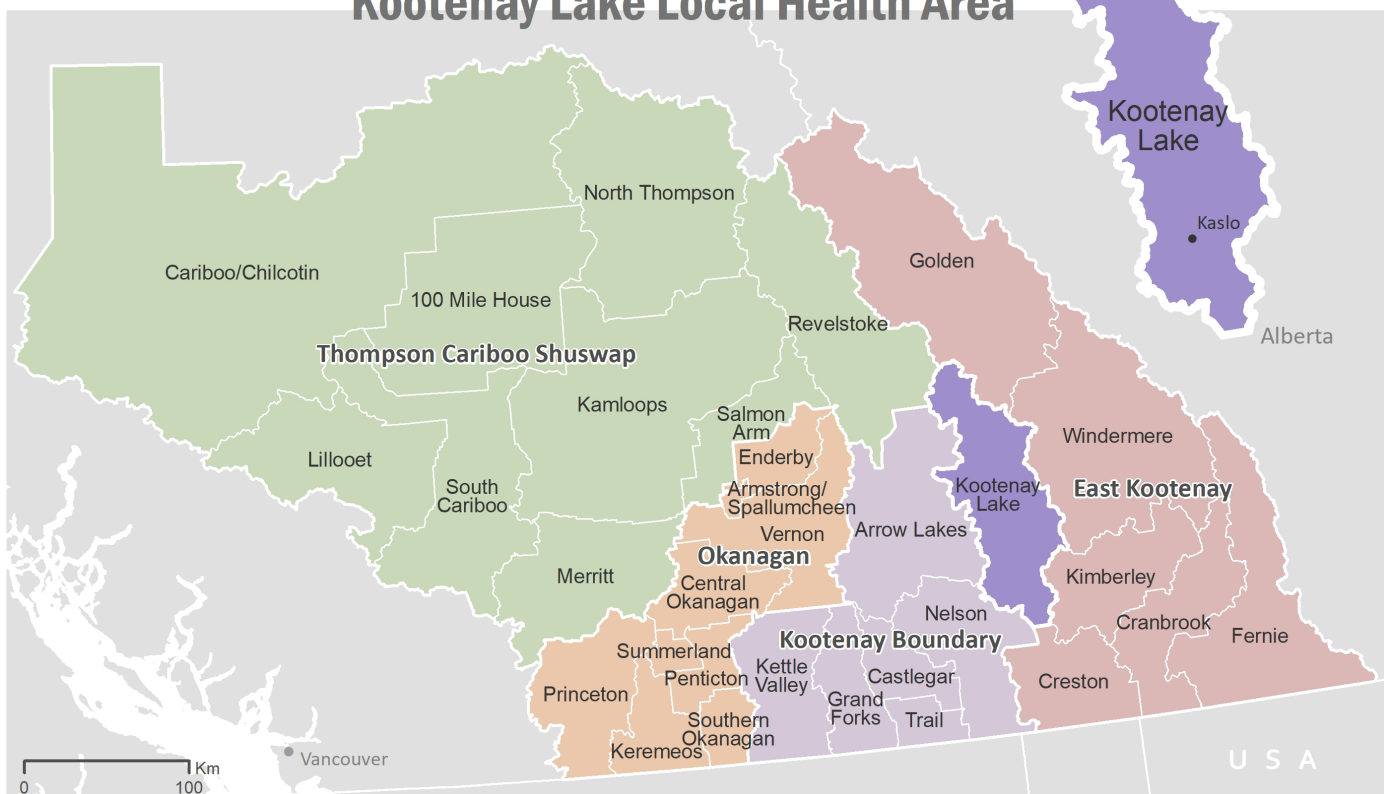 Kootenay Lake Local Health Area
Kootenay
Lake
Kaslo
Alberta
North Thompson
Golden
Cariboo/Chilcotin
100 Mile House
Revelstoke
Thompson Cariboo Shuswap
Kamloops
Salmon
Arm
Windermere
Enderby
Lillooet
South
Cariboo
Armstrong/
Spallumcheen
Kootenay
Lake
East Kootenay
Vernon
Arrow Lakes
Okanagan
Merritt
Central
Okanagan
Kimberley
Nelson
Cranbrook
Kootenay Boundary
Fernie
Summerland
Kettle
Valley
Penticton
Castlegar
Creston
Princeton
Grand
Forks
Southern
Okanagan
Trail
Keremeos
Vancouver
USA
Km
0
100